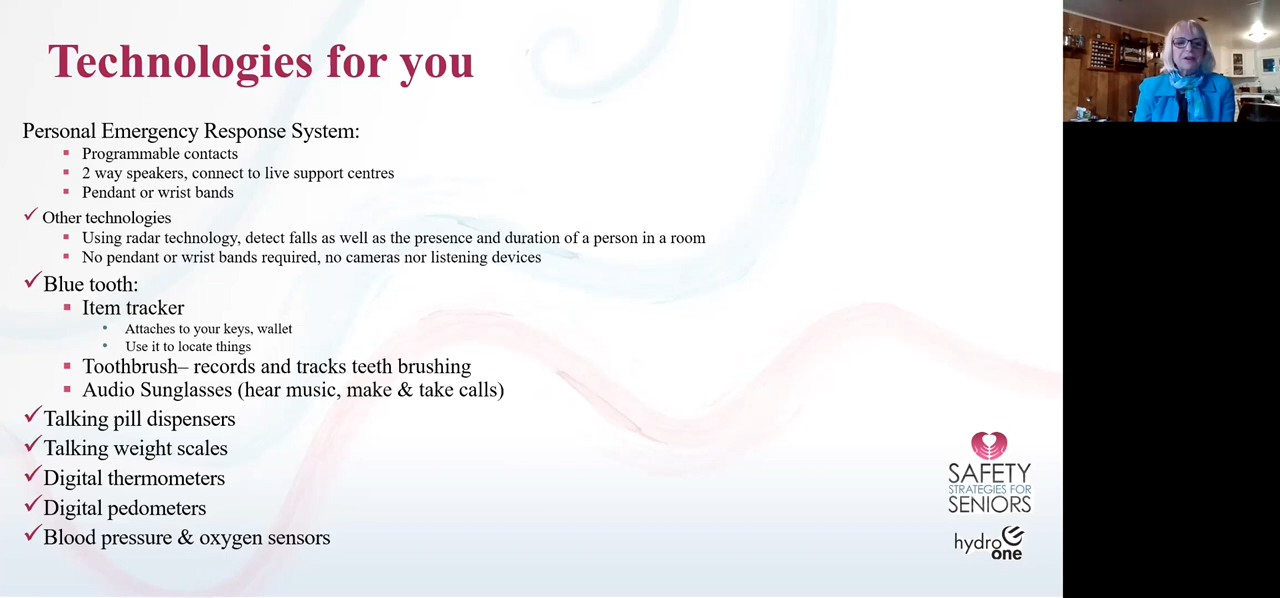 Technologies for you
Personal Emergency Response System:
Programmable contacts
2 way speakers, connect to live support centres
Pendant or wrist bands
Other technologies
Using radar technology, detect falls as well as the presence and duration of a person in a room
No pendant or wrist bands required, no cameras nor listening devices
Blue tooth:
Item tracker
Attaches to your keys, wallet
Use it to locate things
Toothbrush– records and tracks teeth brushing
Audio Sunglasses (hear music, make & take calls)
Talking pill dispensers
Talking weight scales
Digital thermometers
Digital pedometers
Blood pressure & oxygen sensors
SAFETY
STRATEGIES FOR
SENIORS
hydro
one